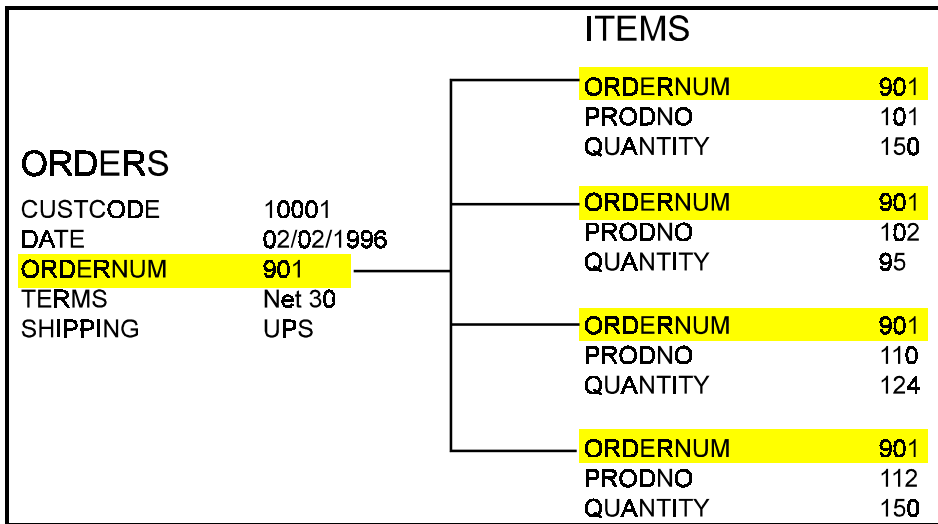 ORDERS
CUSTCODE 10001
DATE 02/02/1996
ORDERNUM 901
TERMS Net 30
SHIPPING UPS
ITEMS
ORDERNUM 901
PRODNO 101
QUANTITY 150
ORDERNUM 901
PRODNO 102
QUANTITY 95
ORDERNUM 901
PRODNO 110
QUANTITY 124
ORDERNUM 901
PRODNO 112
QUANTITY 150